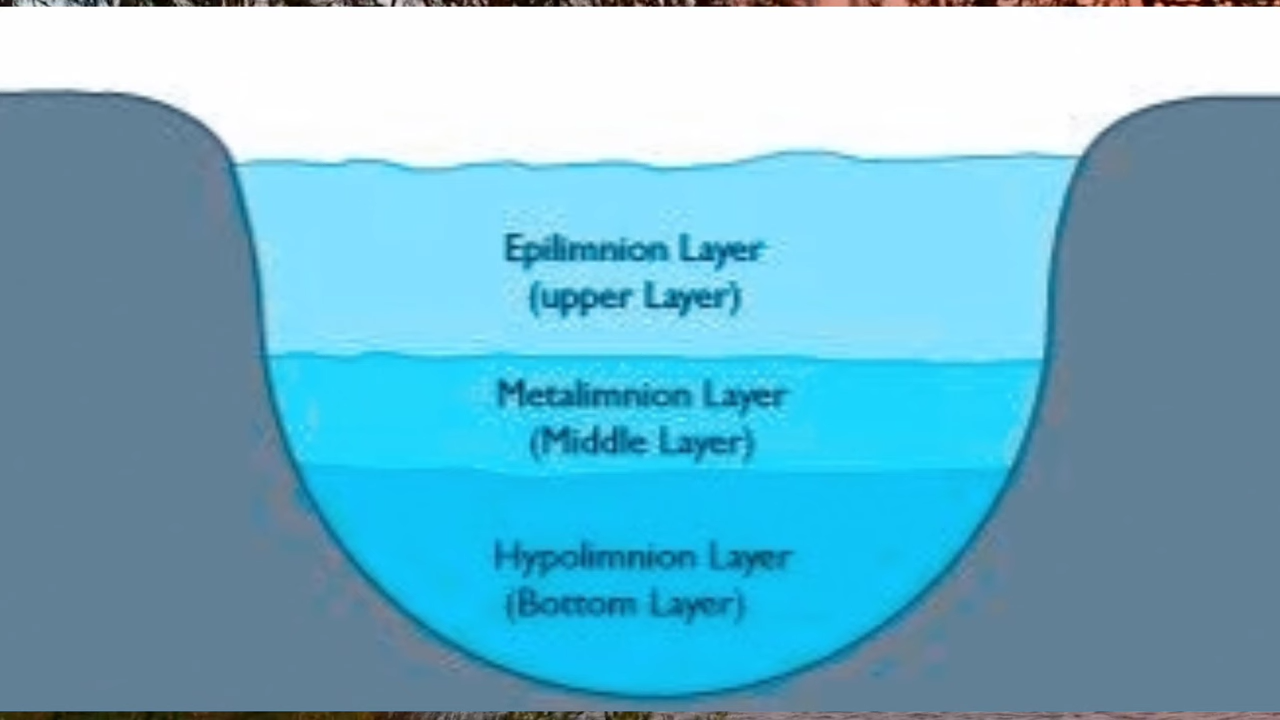 Epilimnion Layer
(upper Layer)
Metalimnion Layer
(Middle Layer)
Hypolimnion Layer
(Bottom Layer)